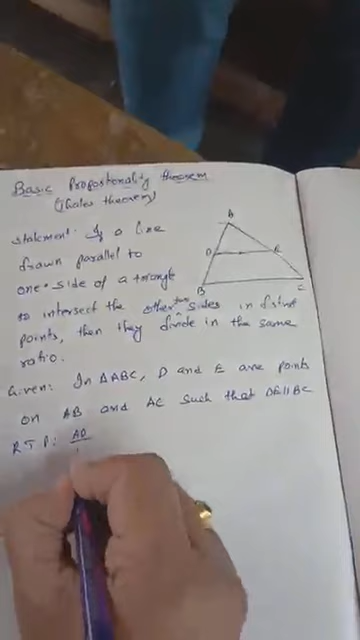 Basic Proportionality theorem
(Thales theorem)
Statement: If a line
drawn parallel to
one side of a triangle
to intersect the other two sides in distinct
points, then they divide in the same
ratio.
Given: In ΔABC, D and E are points
on AB and AC such that DE||BC
R T P: AD
A
D
E
B
C